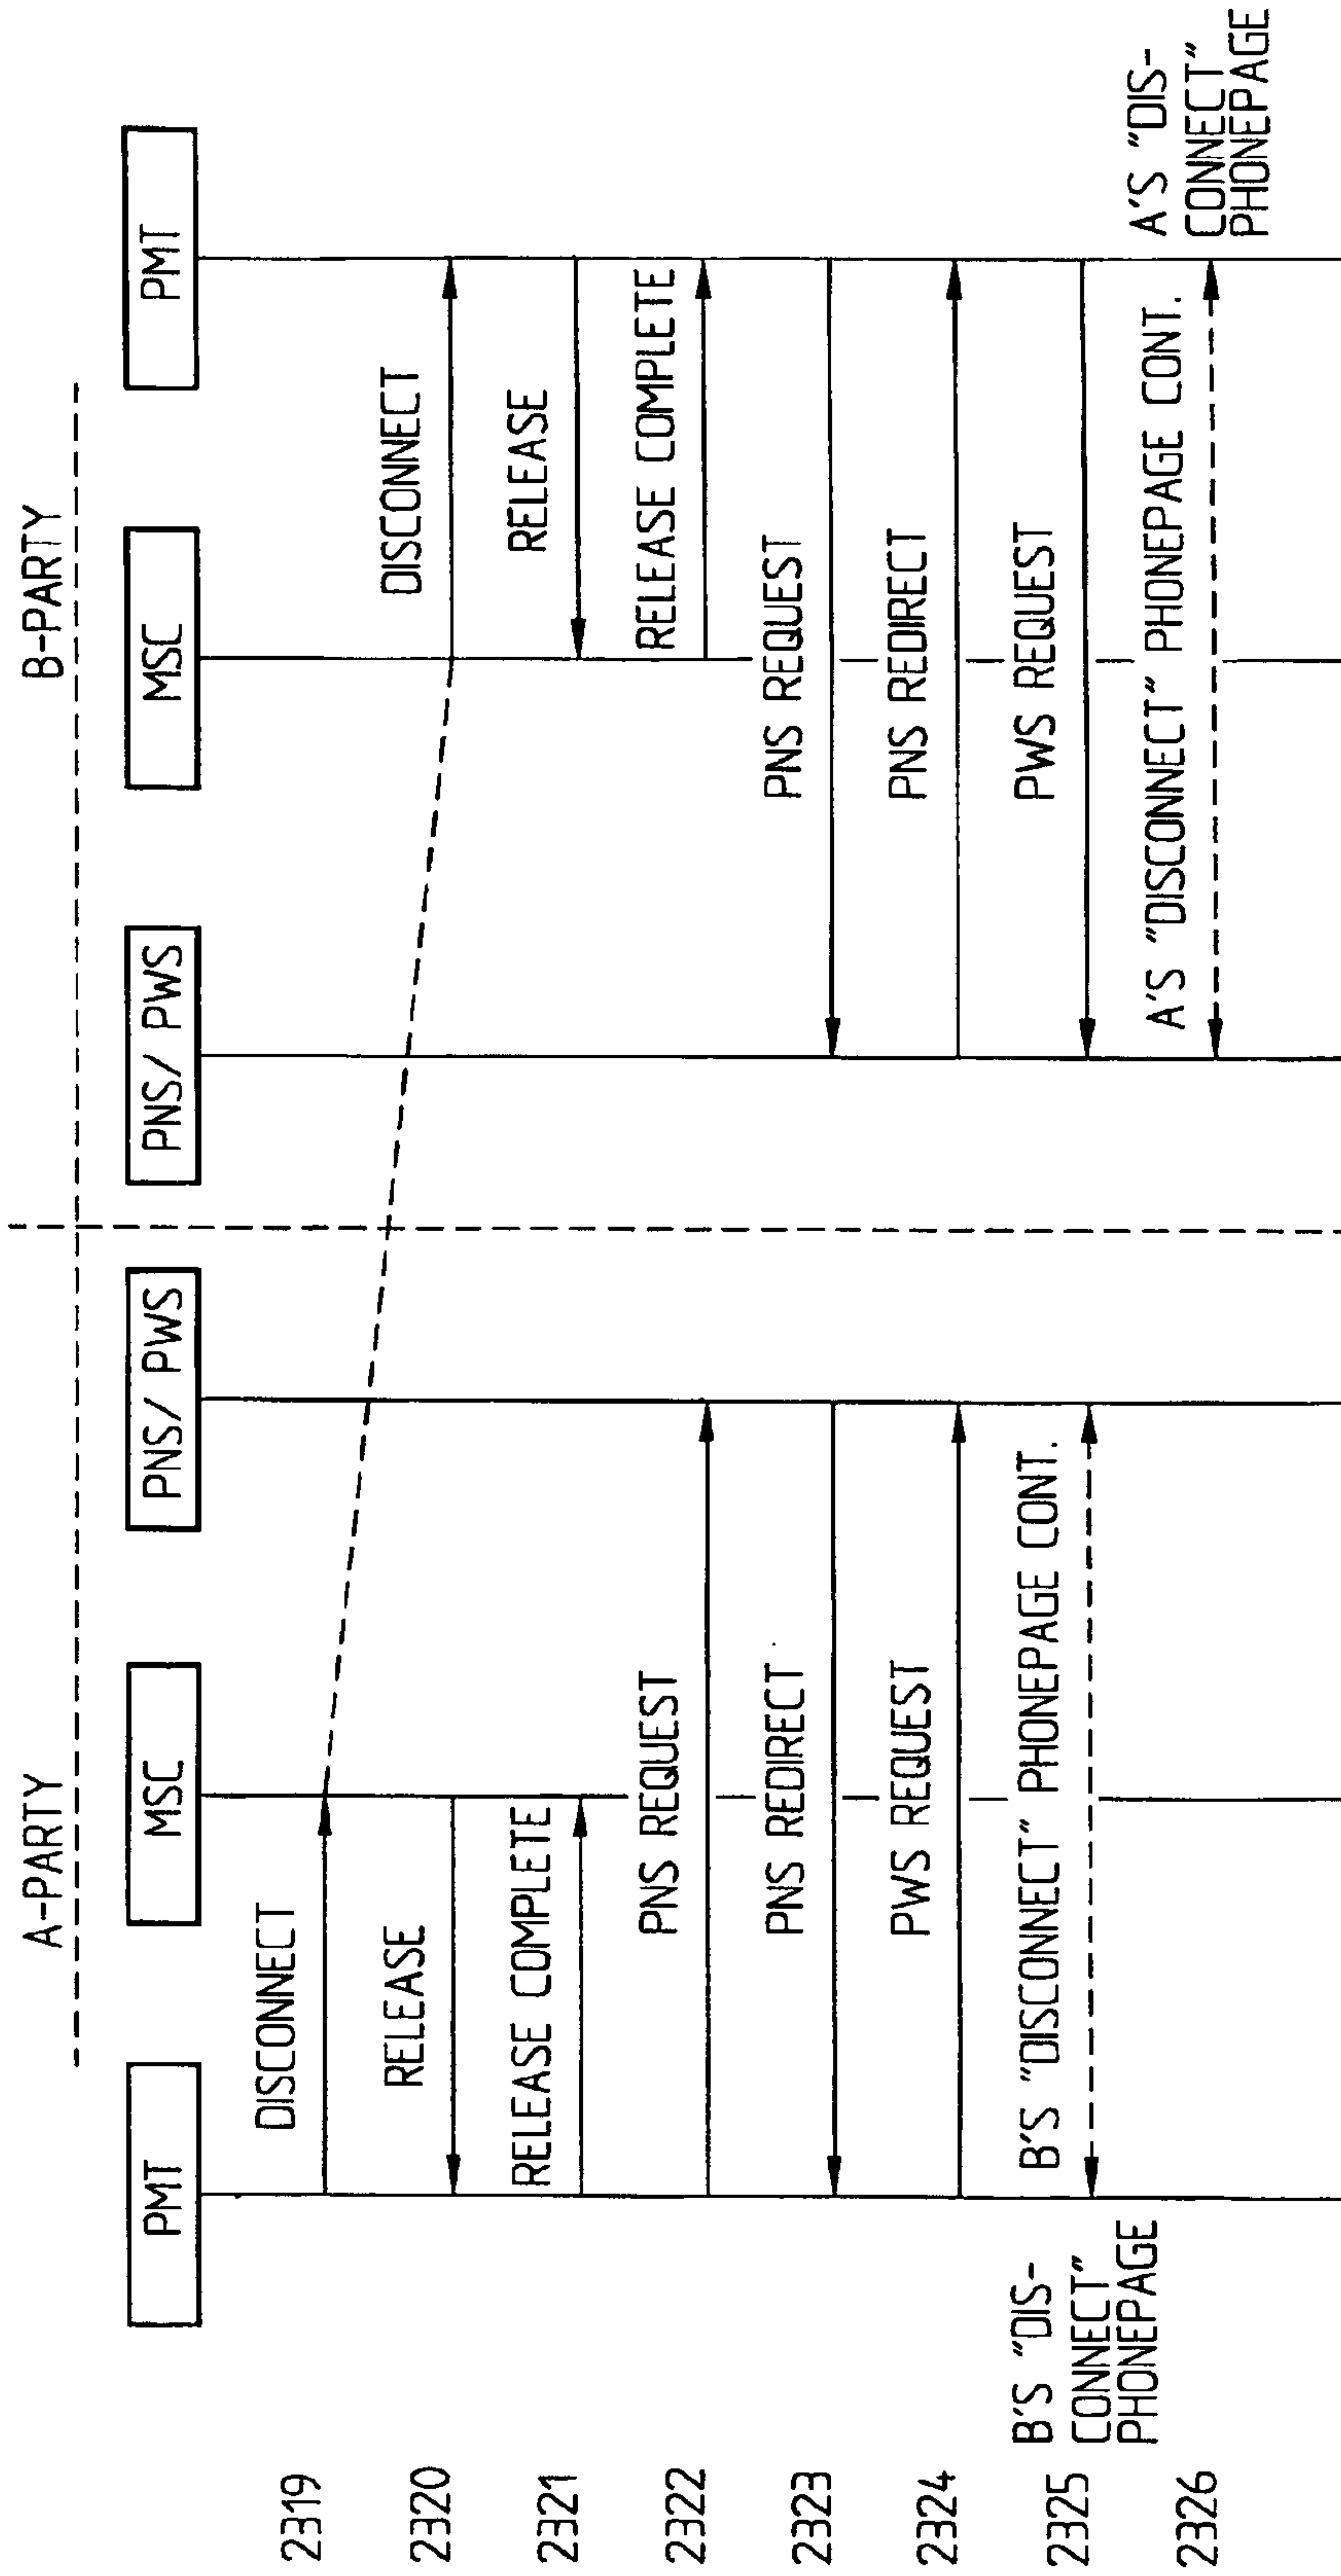 A-PARTY
B-PARTY
PMT
MSC
PNS/ PWS
PNS/ PWS
MSC
PMT
2319
DISCONNECT
2320
RELEASE
DISCONNECT
2321
RELEASE COMPLETE
RELEASE
2322
PNS REQUEST
RELEASE COMPLETE
2323
PNS REDIRECT
PNS REQUEST
2324
PWS REQUEST
PNS REDIRECT
2325
B'S "DIS-
CONNECT"
PHONEPAGE
B'S "DISCONNECT" PHONEPAGE CONT.
PWS REQUEST
2326
A'S "DISCONNECT" PHONEPAGE CONT.
A'S "DIS-
CONNECT"
PHONEPAGE